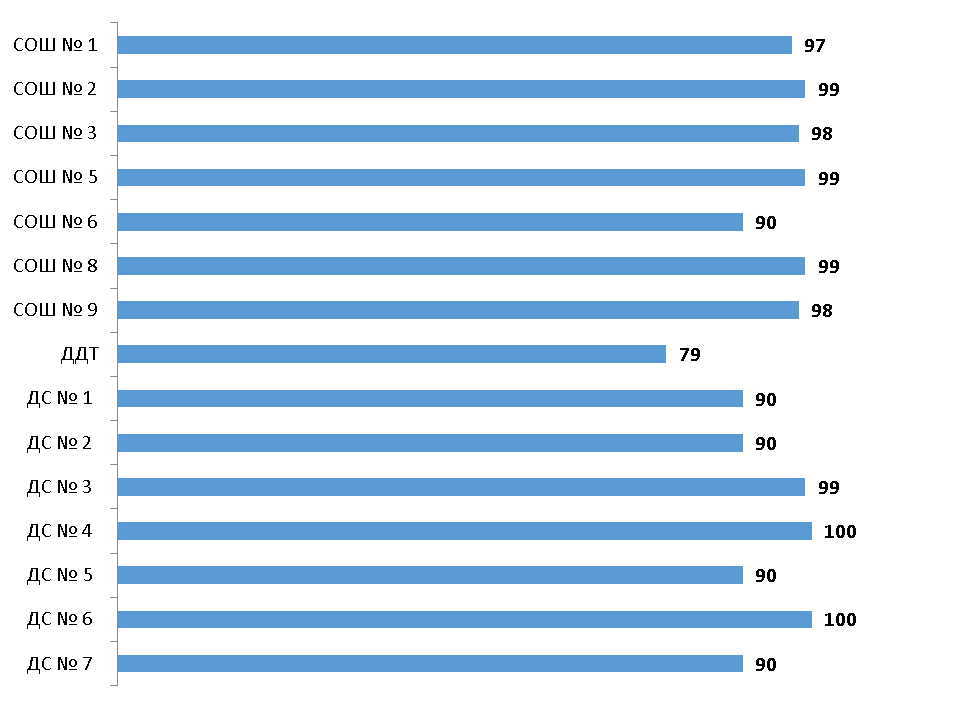 СОШ № 1 97
СОШ № 2 99
СОШ № 3 98
СОШ № 5 99
СОШ № 6 90
СОШ № 8 99
СОШ № 9 98
ДДТ 79
ДС № 1 90
ДС № 2 90
ДС № 3 99
ДС № 4 100
ДС № 5 90
ДС № 6 100
ДС № 7 90